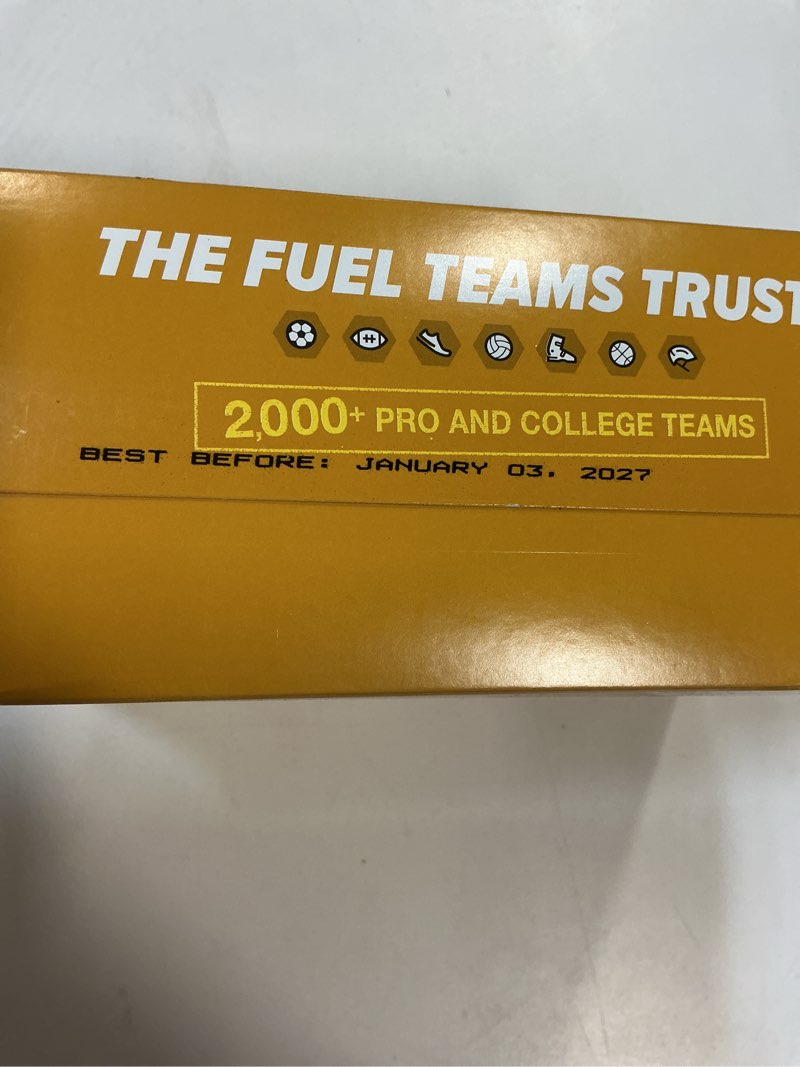 THE FUEL TEAMS TRUST
2,000+ PRO AND COLLEGE TEAMS
BEST BEFORE: JANUARY 03. 2027